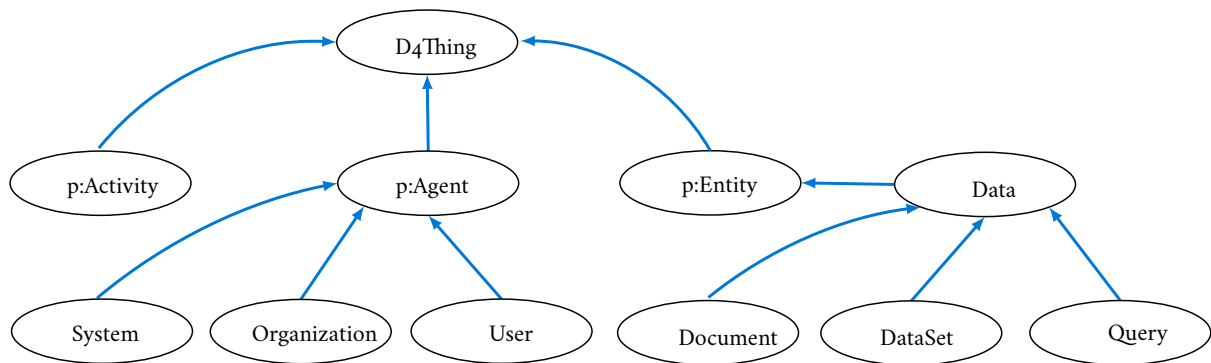 D4Thing
p:Activity
p:Agent
p:Entity
Data
System
Organization
User
Document
DataSet
Query